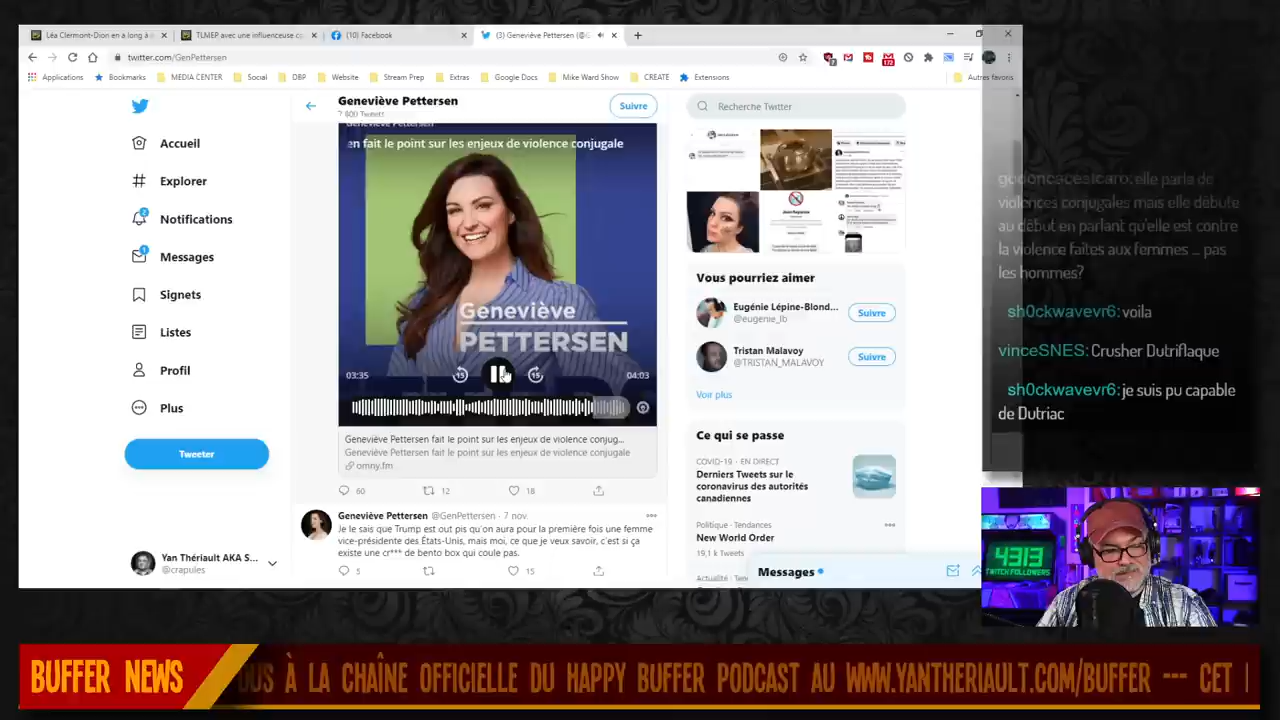 Léa Clermont-Dion en a long à d
TLMEP avec une influenceuse co
(10) Facebook
(3) Geneviève Pettersen (@G
twitter.com/GenPettersen
Applications
Bookmarks
MEDIA CENTER
Social
DBP
Website
Stream Prep
Extras
Google Docs
Mike Ward Show
CREATE
Extensions
Autres favoris
Accueil
Explorer
Notifications
Messages
Signets
Listes
Profil
Plus
Tweeter
Yan Thériault AKA S...
@crapules
Geneviève Pettersen
Tweets
Suivre
en fait le point sur les enjeux de violence conjugale
Geneviève
PETTERSEN
03:35
15
15
04:03
Geneviève Pettersen fait le point sur les enjeux de violence conjug...
Geneviève Pettersen fait le point sur les enjeux de violence conjugale
omny.fm
60
12
18
Geneviève Pettersen @GenPettersen · 7 nov.
Je le sais que Trump est out pis qu'on aura pour la première fois une femme
vice-présidente des États-Unis, mais moi, ce que je veux savoir, c'est si ça
existe une cr*** de bento box qui coule pas.
5
15
Recherche Twitter
Vous pourriez aimer
Eugénie Lépine-Blond...
@eugenie_lb
Suivre
Tristan Malavoy
@TRISTAN_MALAVOY
Suivre
Voir plus
Ce qui se passe
COVID-19 · EN DIRECT
Derniers Tweets sur le
coronavirus des autorités
canadiennes
Politique · Tendances
New World Order
19,1 k Tweets
Messages
violences conjugales mais elle débute
au début en parlant qu'elle est contre
la violence faites aux femmes ... pas
les hommes?
sh0ckwavevr6: voila
vinceSNES: Crusher Dutriflaque
sh0ckwavevr6: je suis pu capable
de Dutriac
4313
TWITCH FOLLOWERS
BUFFER NEWS
OUS À LA CHAÎNE OFFICIELLE DU HAPPY BUFFER PODCAST AU WWW.YANTHERIAULT.COM/BUFFER --- CET